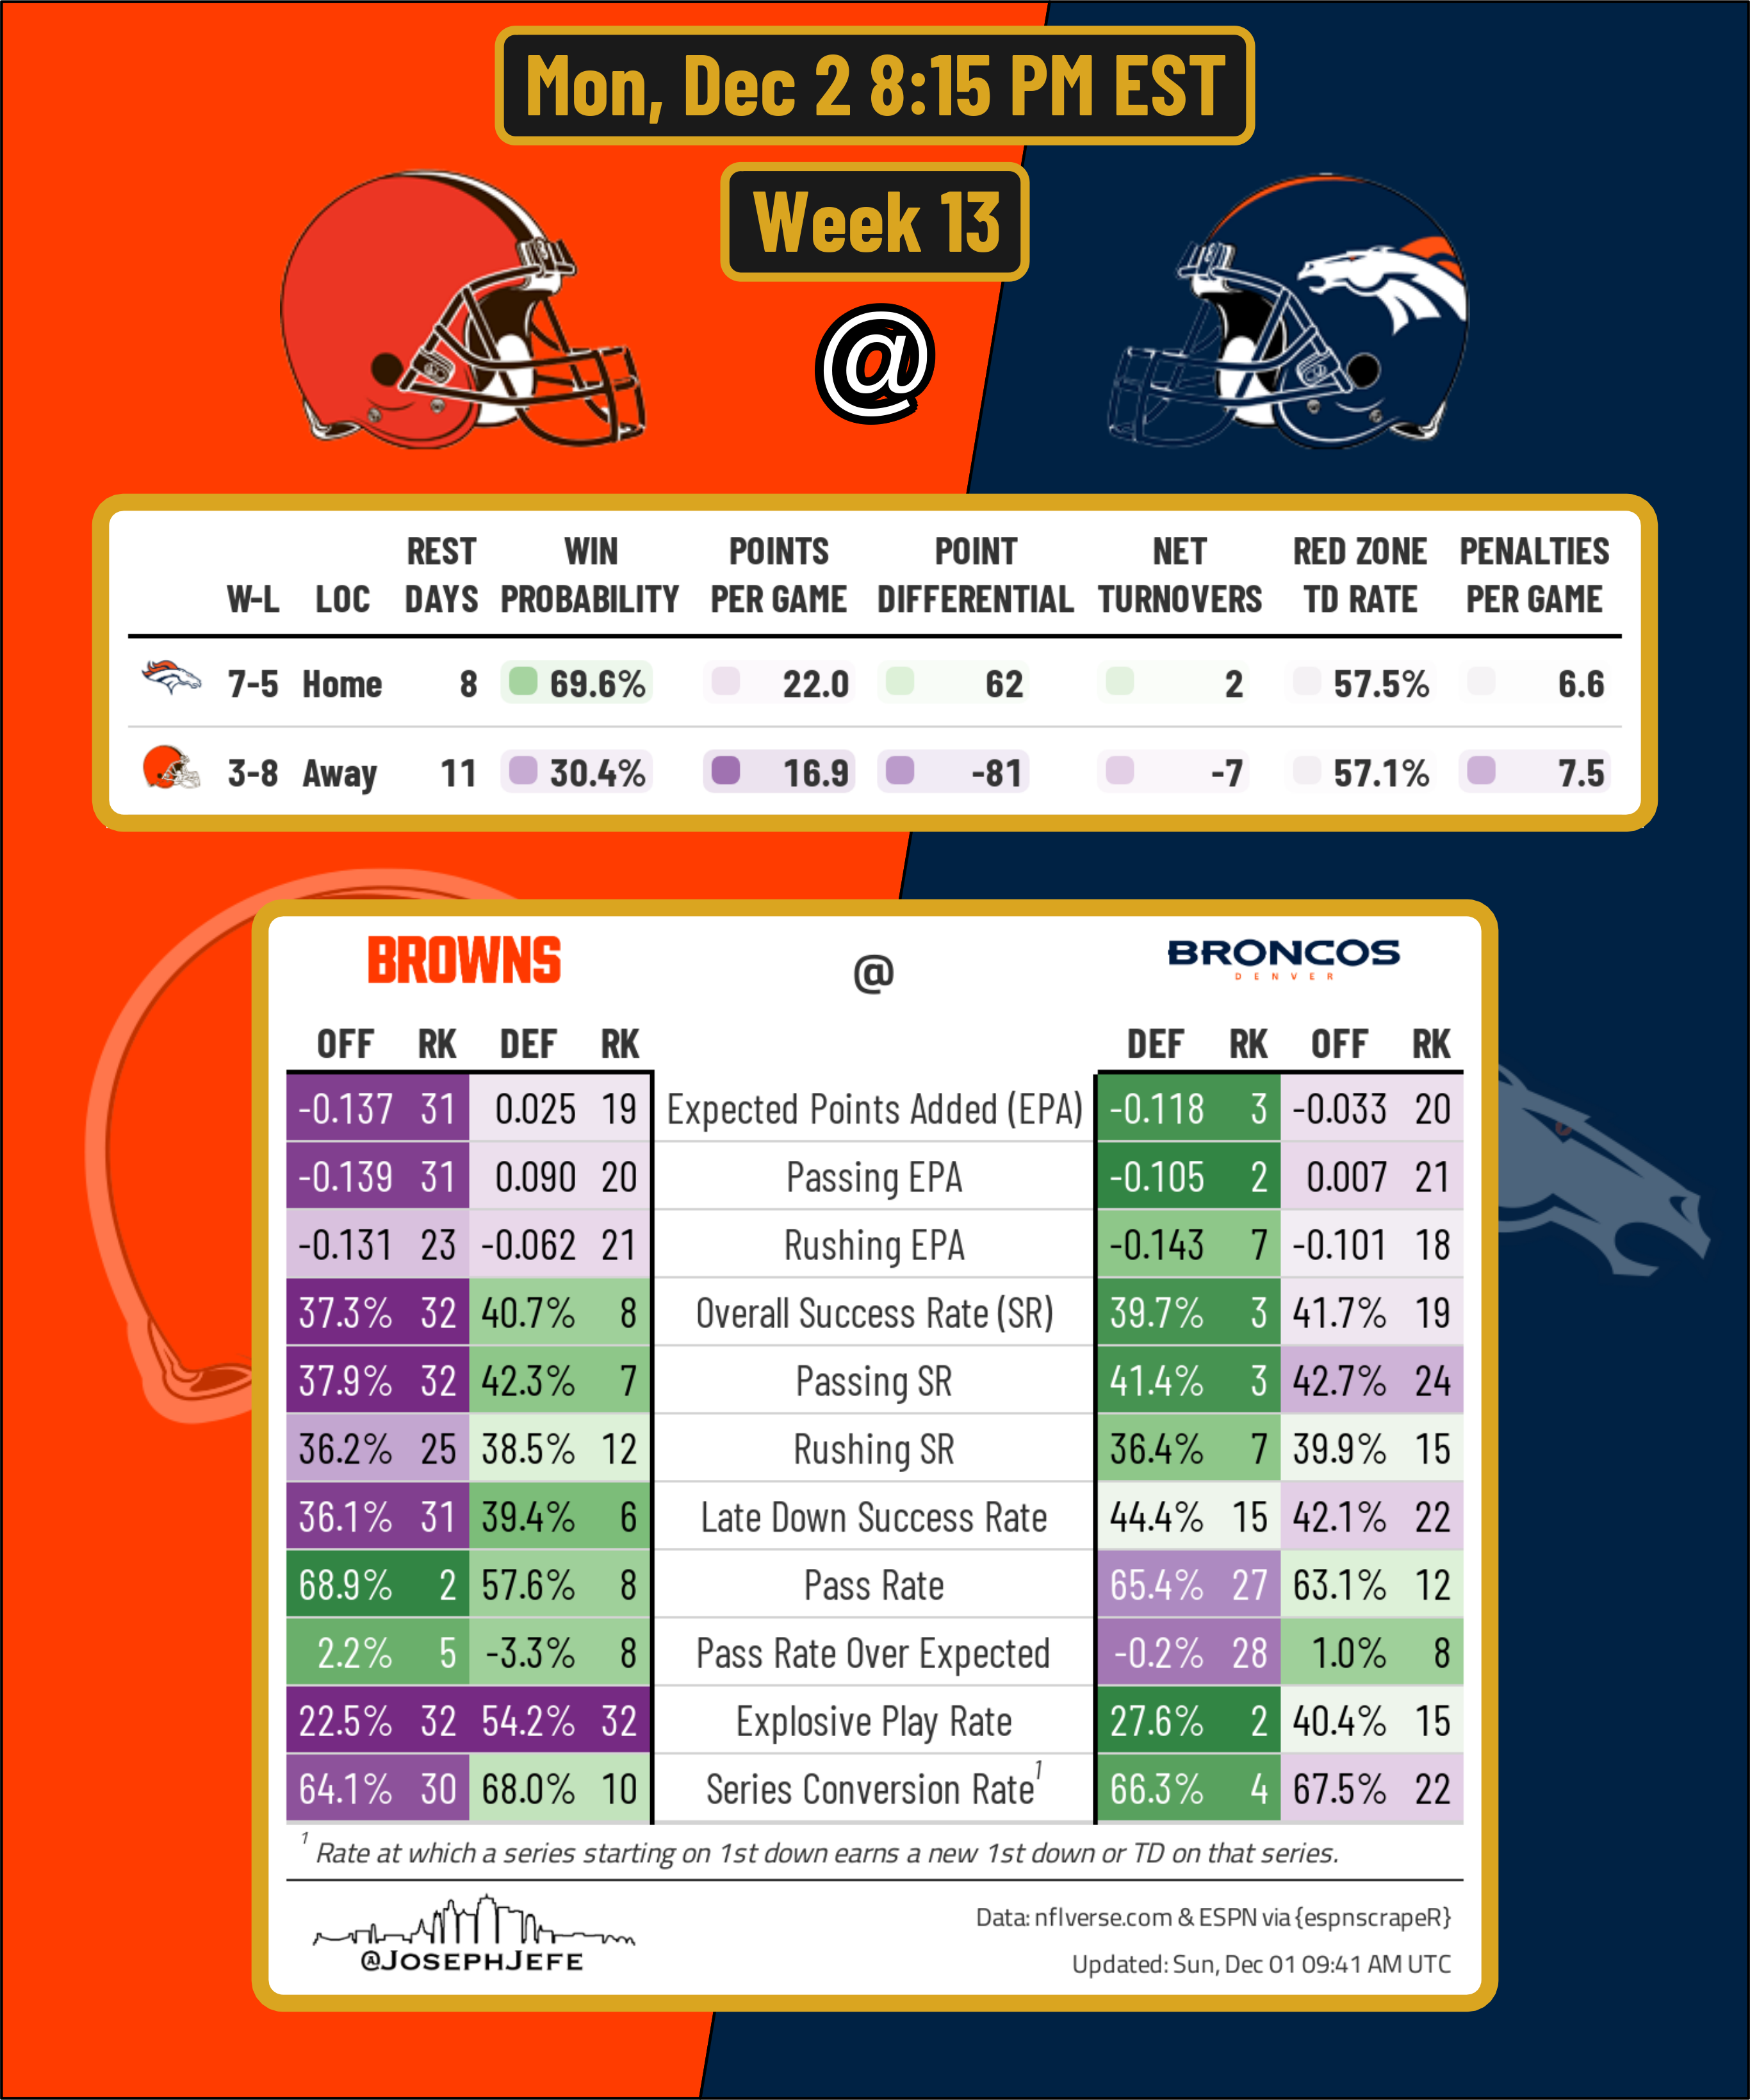 Mon, Dec 2 8:15 PM EST
Week 13
@
REST WIN POINTS POINT NET RED ZONE PENALTIES
W-L LOC DAYS PROBABILITY PER GAME DIFFERENTIAL TURNOVERS TD RATE PER GAME
7-5 Home 8 69.6% 22.0 62 2 57.5% 6.6
3-8 Away 11 30.4% 16.9 -81 -7 57.1% 7.5
BROWNS @ BRONCOS
DENVER
OFF RK DEF RK DEF RK OFF RK
-0.137 31 0.025 19 Expected Points Added (EPA) -0.118 3 -0.033 20
-0.139 31 0.090 20 Passing EPA -0.105 2 0.007 21
-0.131 23 -0.062 21 Rushing EPA -0.143 7 -0.101 18
37.3% 32 40.7% 8 Overall Success Rate (SR) 39.7% 3 41.7% 19
37.9% 32 42.3% 7 Passing SR 41.4% 3 42.7% 24
36.2% 25 38.5% 12 Rushing SR 36.4% 7 39.9% 15
36.1% 31 39.4% 6 Late Down Success Rate 44.4% 15 42.1% 22
68.9% 2 57.6% 8 Pass Rate 65.4% 27 63.1% 12
2.2% 5 -3.3% 8 Pass Rate Over Expected -0.2% 28 1.0% 8
22.5% 32 54.2% 32 Explosive Play Rate 27.6% 2 40.4% 15
64.1% 30 68.0% 10 Series Conversion Rate¹ 66.3% 4 67.5% 22
¹ Rate at which a series starting on 1st down earns a new 1st down or TD on that series.
@JOSEPHJEFE
Data: nflverse.com & ESPN via {espnscrapeR}
Updated: Sun, Dec 01 09:41 AM UTC